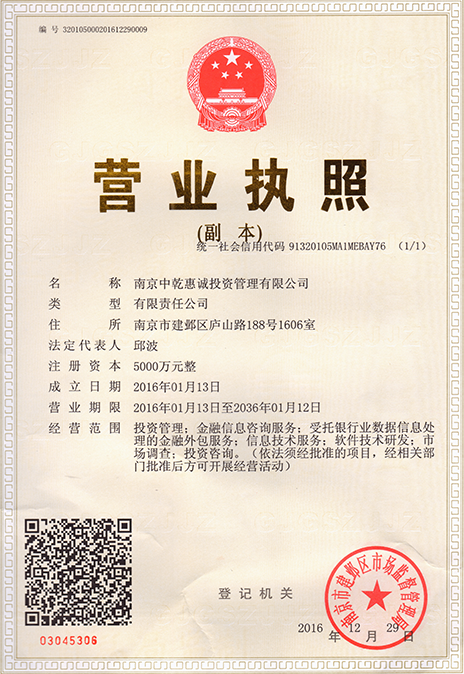 编 号 320105000201612290009
营业执照
(副 本)
统一社会信用代码 91320105MA1MEBAY76 （1/1）
名 称 南京中乾惠诚投资管理有限公司
类 型 有限责任公司
住 所 南京市建邺区庐山路188号1606室
法定代表人 邱波
注册资本 5000万元整
成立日期 2016年01月13日
营业期限 2016年01月13日至2036年01月12日
经营范围 投资管理；金融信息咨询服务；受托银行业数据信息处
理的金融外包服务；信息技术服务；软件技术研发；市
场调查；投资咨询。（依法须经批准的项目，经相关部
门批准后方可开展经营活动）
登记机关
南京市建邺区市场监督管理局
2016年 12月 29日
03045306